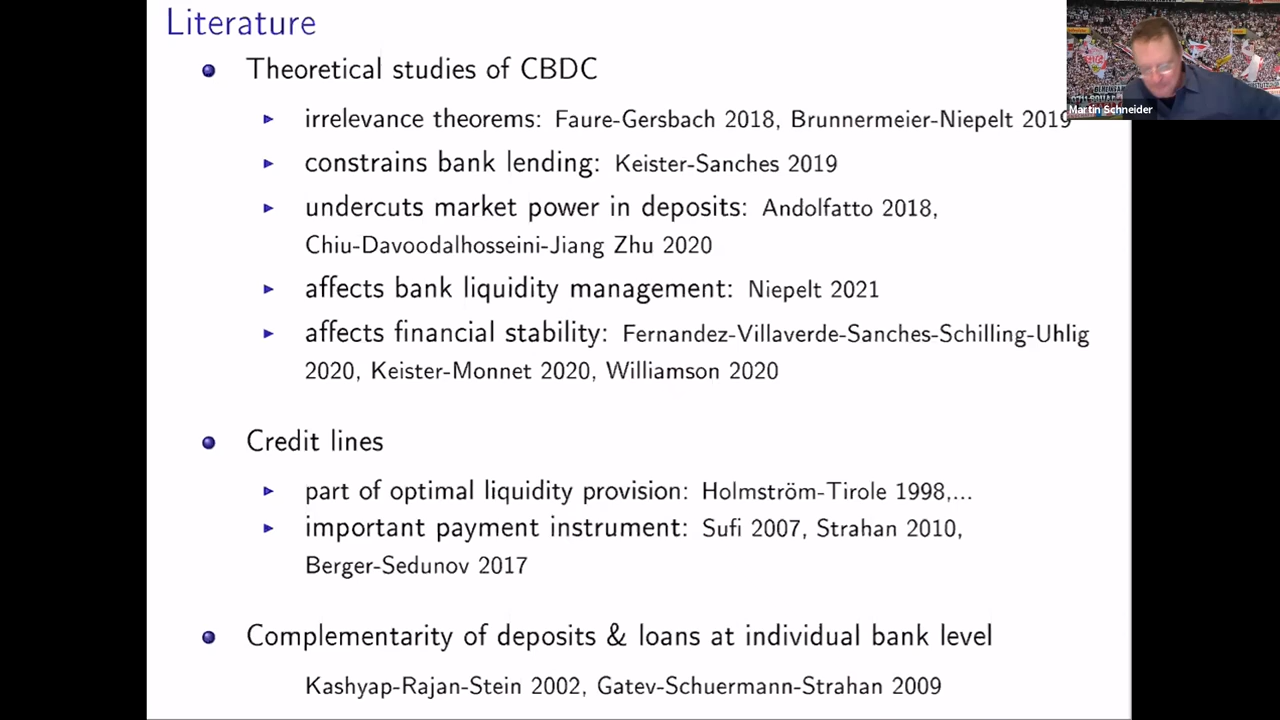 Literature
Theoretical studies of CBDC
irrelevance theorems: Faure-Gersbach 2018, Brunnermeier-Niepelt 2019
constrains bank lending: Keister-Sanches 2019
undercuts market power in deposits: Andolfatto 2018,
Chiu-Davoodalhosseini-Jiang Zhu 2020
affects bank liquidity management: Niepelt 2021
affects financial stability: Fernandez-Villaverde-Sanches-Schilling-Uhlig
2020, Keister-Monnet 2020, Williamson 2020
Credit lines
part of optimal liquidity provision: Holmström-Tirole 1998,...
important payment instrument: Sufi 2007, Strahan 2010,
Berger-Sedunov 2017
Complementarity of deposits & loans at individual bank level
Kashyap-Rajan-Stein 2002, Gatev-Schuermann-Strahan 2009
Martin Schneider